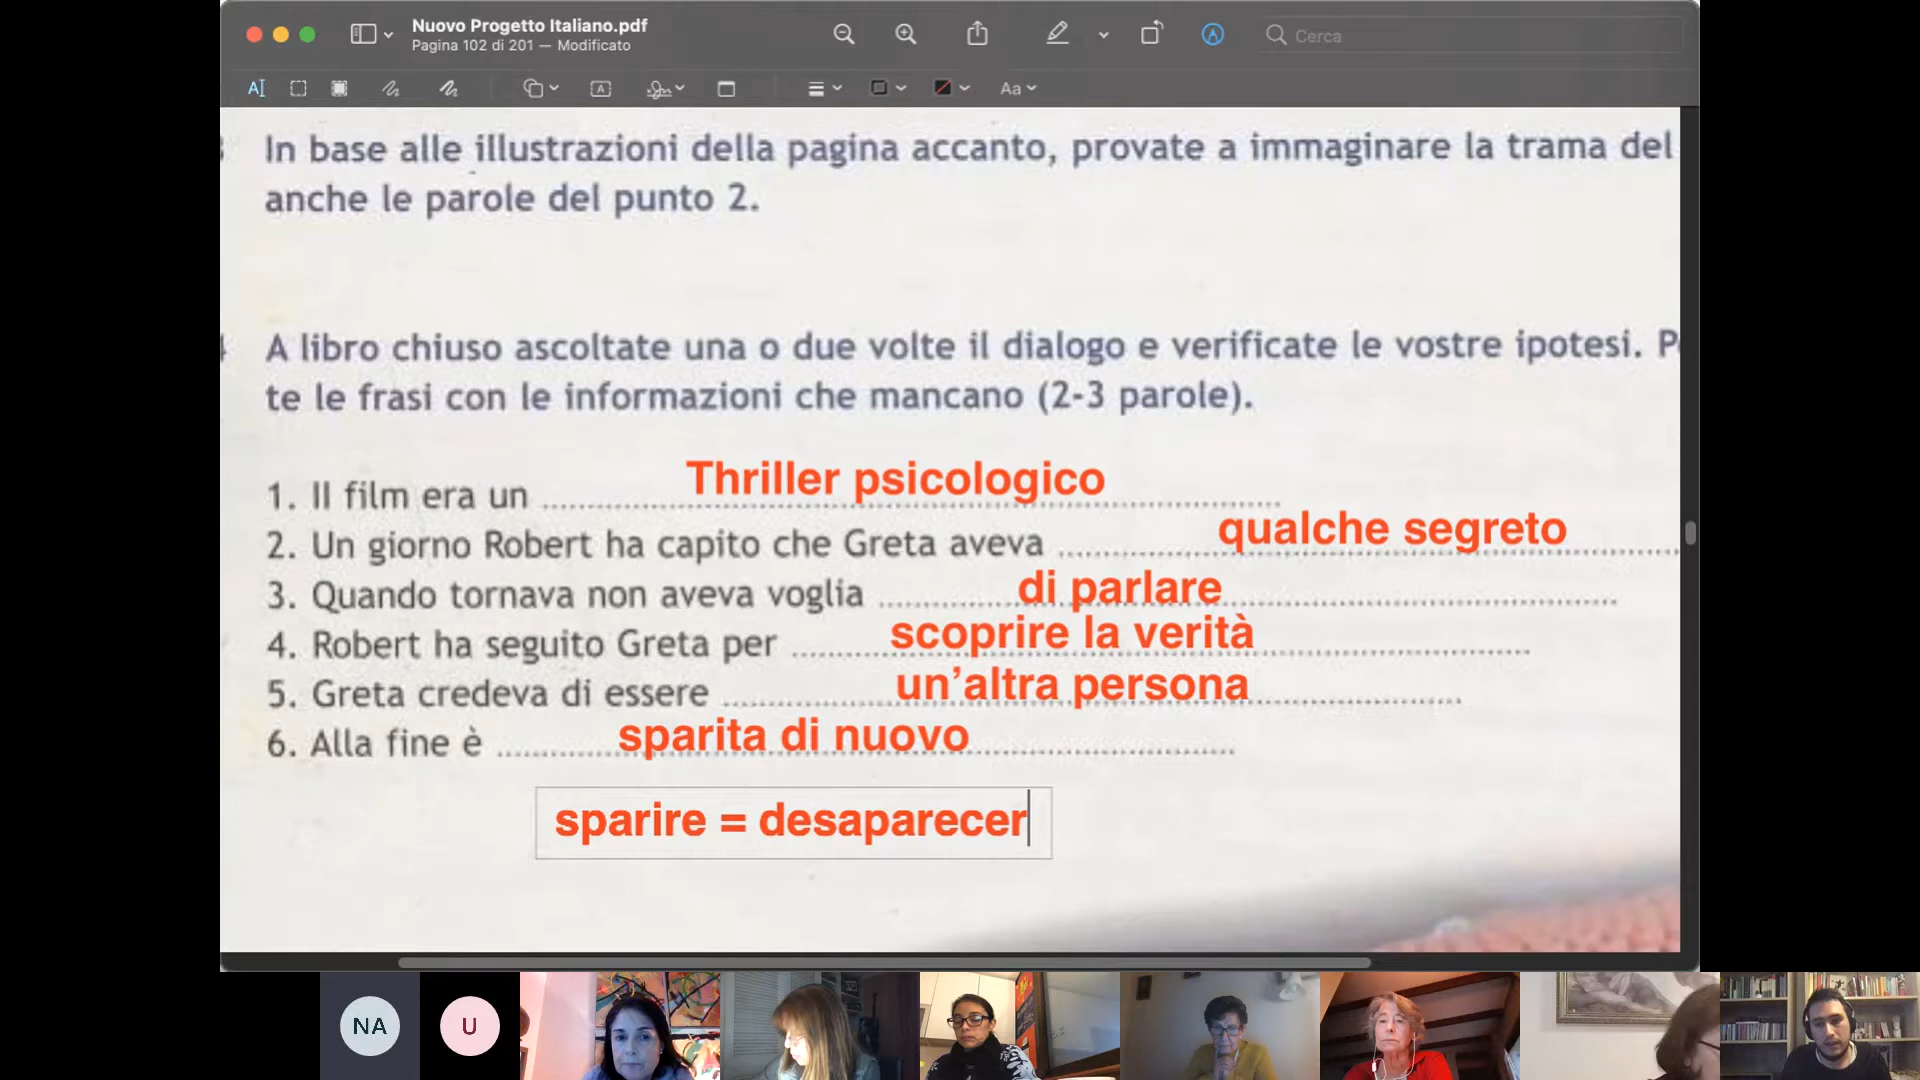 Nuovo Progetto Italiano.pdf
Pagina 102 di 201 — Modificato
Cerca
Aa
In base alle illustrazioni della pagina accanto, provate a immaginare la trama del
anche le parole del punto 2.
A libro chiuso ascoltate una o due volte il dialogo e verificate le vostre ipotesi.
te le frasi con le informazioni che mancano (2-3 parole).
1. Il film era un ........ Thriller psicologico ........
2. Un giorno Robert ha capito che Greta aveva ........ qualche segreto ........
3. Quando tornava non aveva voglia ........ di parlare ........
4. Robert ha seguito Greta per ........ scoprire la verità ........
5. Greta credeva di essere ........ un’altra persona ........
6. Alla fine è ........ sparita di nuovo ........
sparire = desaparecer
NA
U